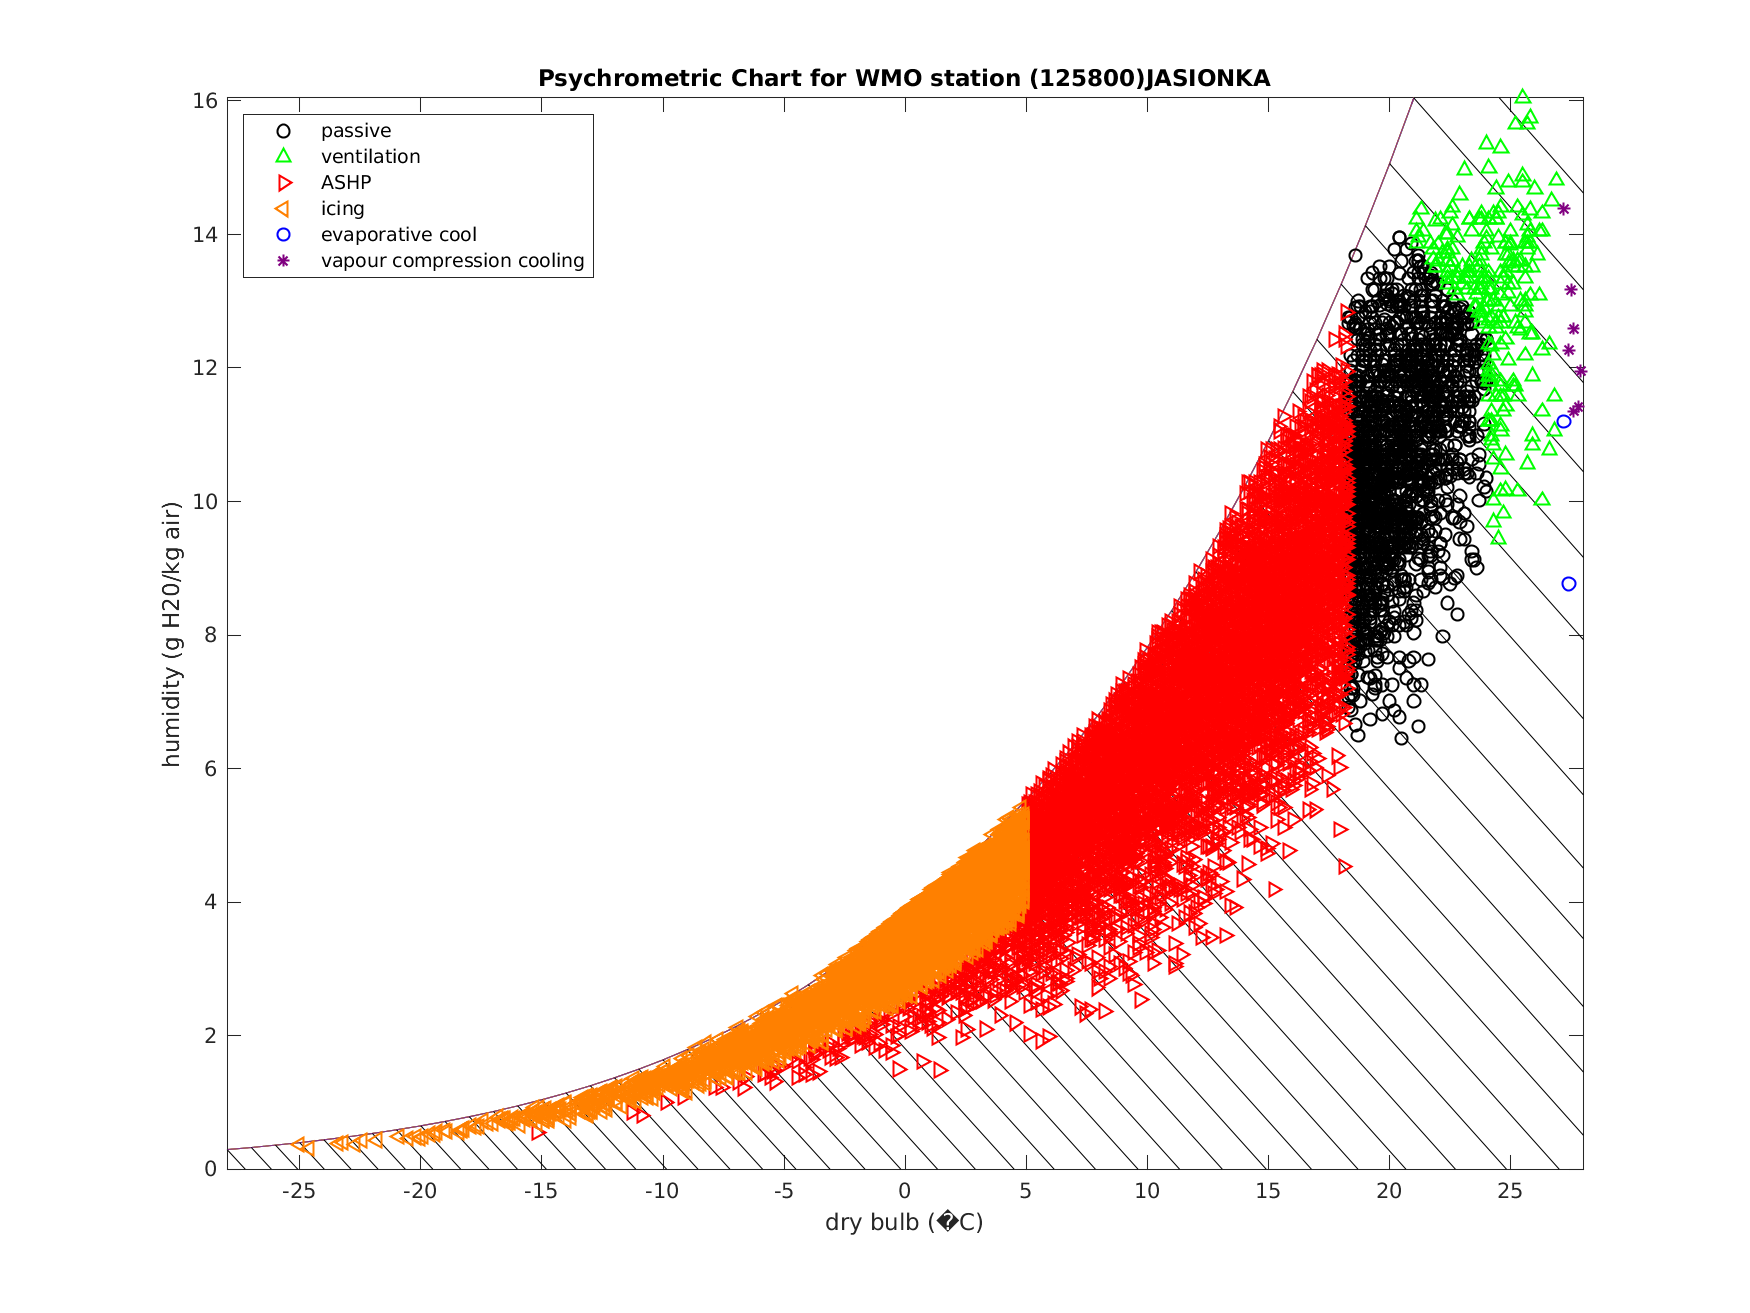 Psychrometric Chart for WMO station (125800)JASIONKA
passive
ventilation
ASHP
icing
evaporative cool
vapour compression cooling
humidity (g H20/kg air)
16
14
12
10
8
6
4
2
0
-25 -20 -15 -10 -5 0 5 10 15 20 25
dry bulb (�C)